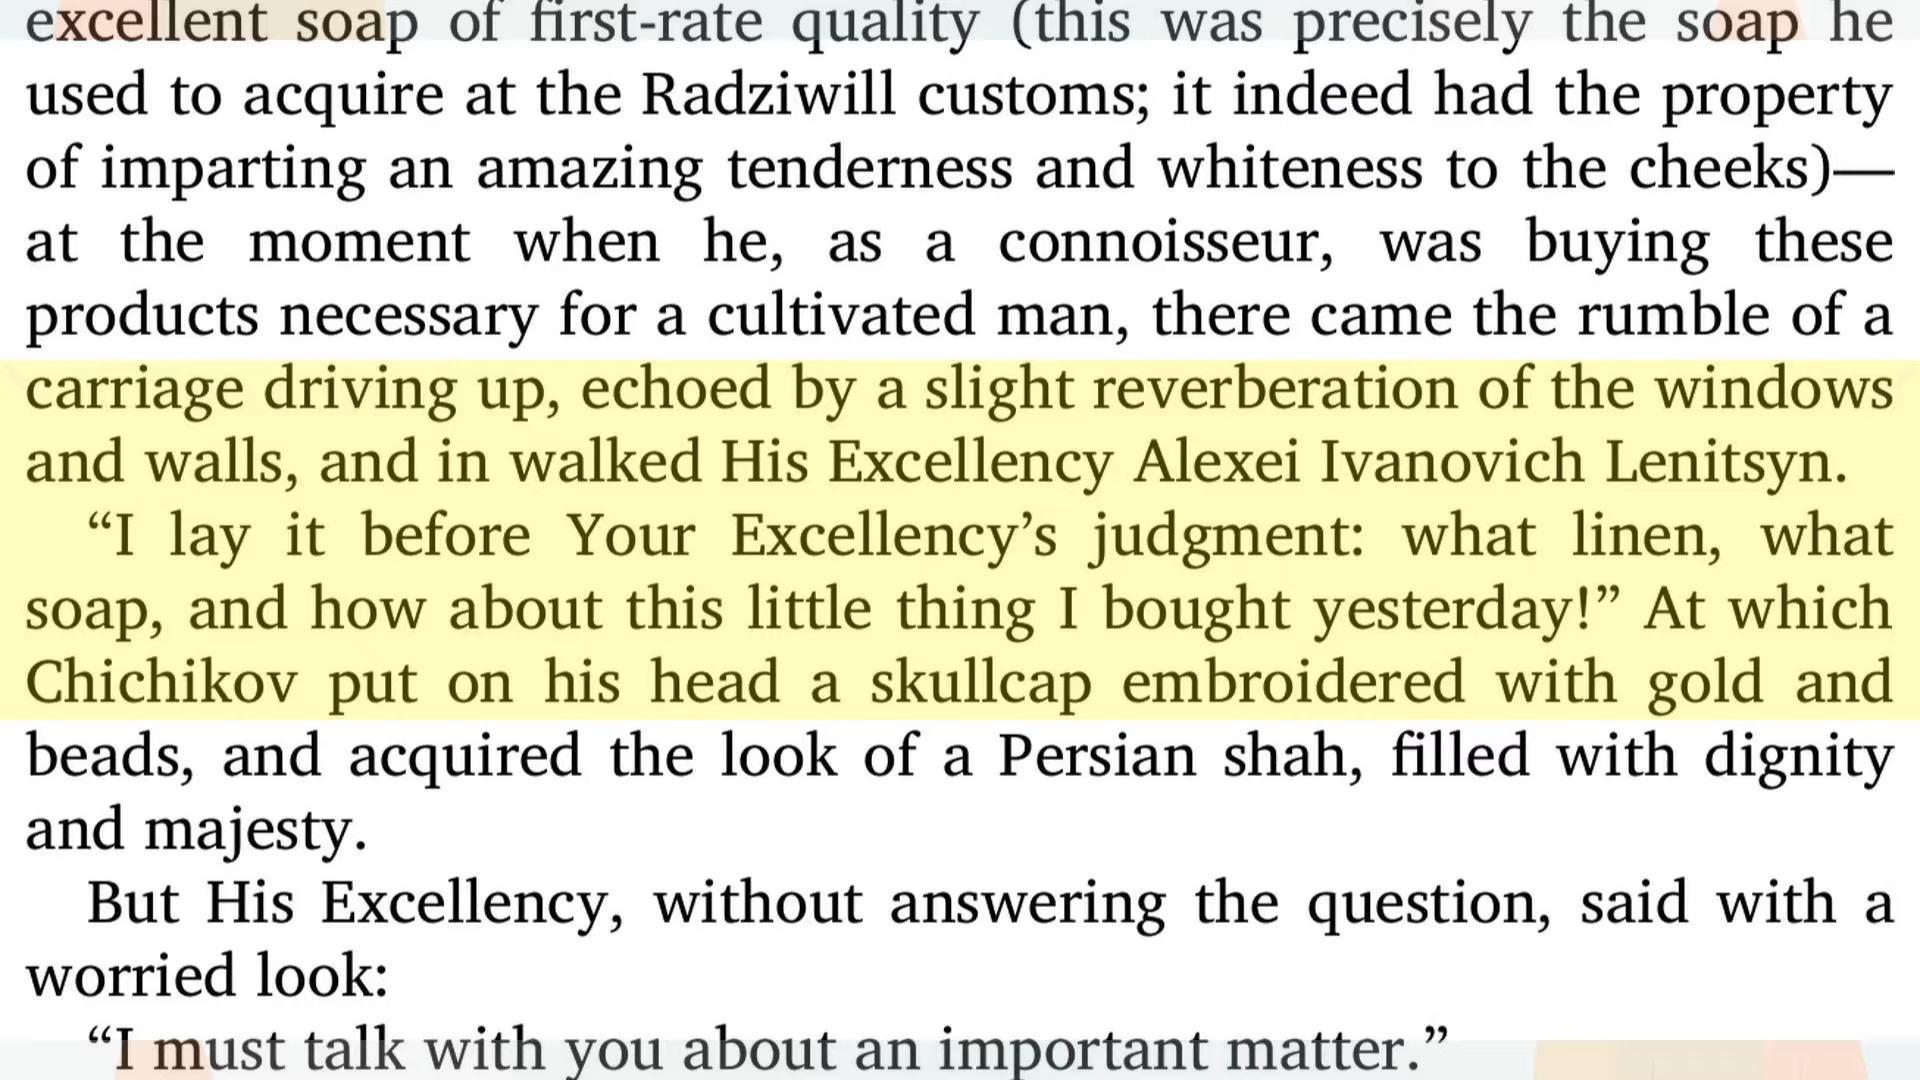 excellent soap of first-rate quality (this was precisely the soap he
used to acquire at the Radziwill customs; it indeed had the property
of imparting an amazing tenderness and whiteness to the cheeks)—
at the moment when he, as a connoisseur, was buying these
products necessary for a cultivated man, there came the rumble of a
carriage driving up, echoed by a slight reverberation of the windows
and walls, and in walked His Excellency Alexei Ivanovich Lenitsyn.
“I lay it before Your Excellency’s judgment: what linen, what
soap, and how about this little thing I bought yesterday!” At which
Chichikov put on his head a skullcap embroidered with gold and
beads, and acquired the look of a Persian shah, filled with dignity
and majesty.
But His Excellency, without answering the question, said with a
worried look:
“I must talk with you about an important matter.”